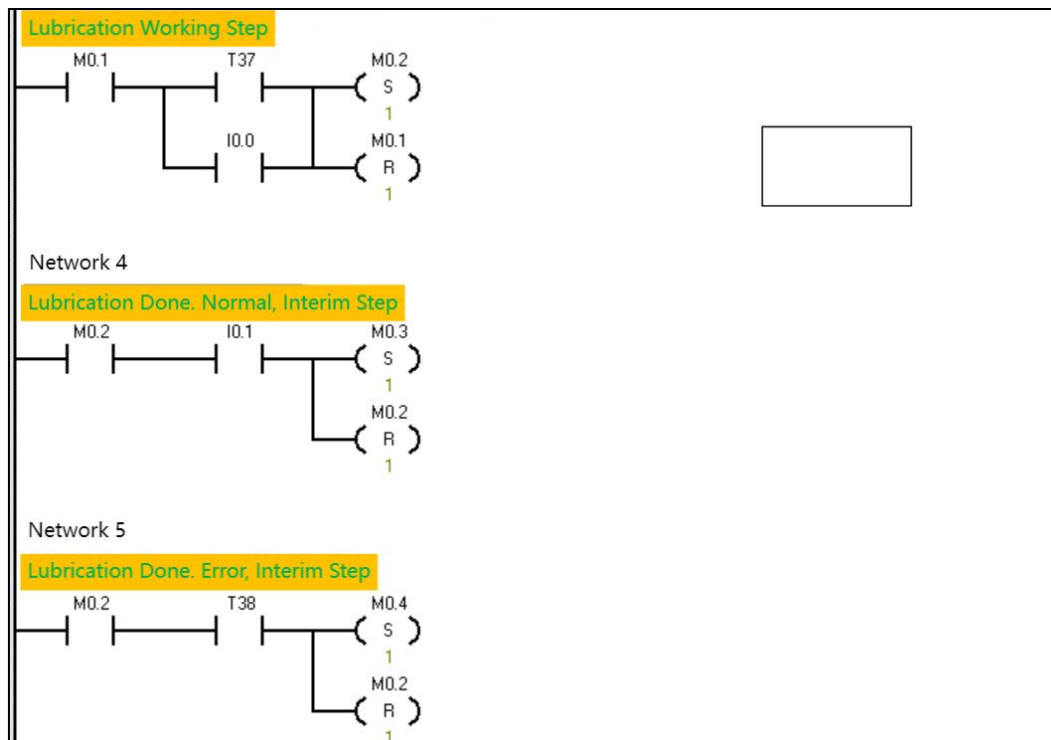 Lubrication Working Step
M0.1 T37 M0.2
S
1
I0.0 M0.1
R
1
Network 4
Lubrication Done. Normal, Interim Step
M0.2 I0.1 M0.3
S
1
M0.2
R
1
Network 5
Lubrication Done. Error, Interim Step
M0.2 T38 M0.4
S
1
M0.2
R
1